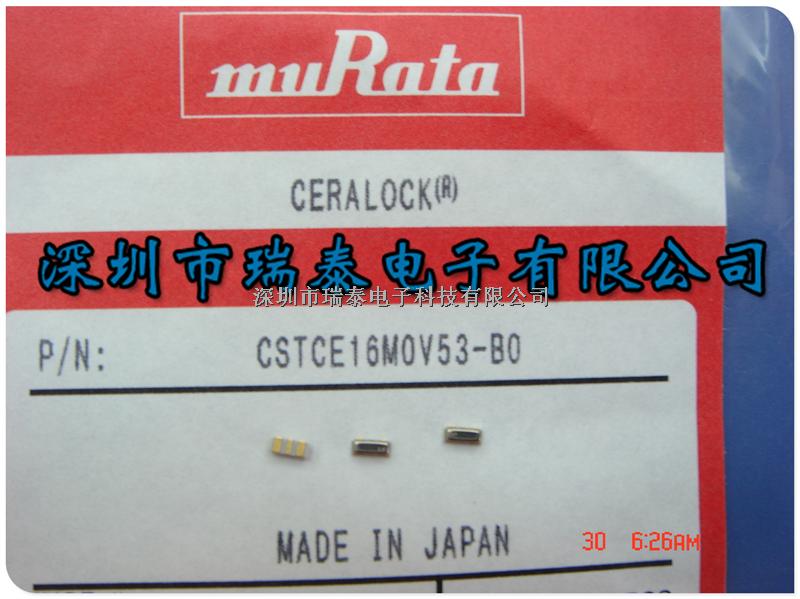 muRata
CERALOCK(R)
深圳市瑞泰电子有限公司
深圳市瑞泰电子科技有限公司
P/N: CSTCE16M0V53-B0
MADE IN JAPAN
30 6:26AM